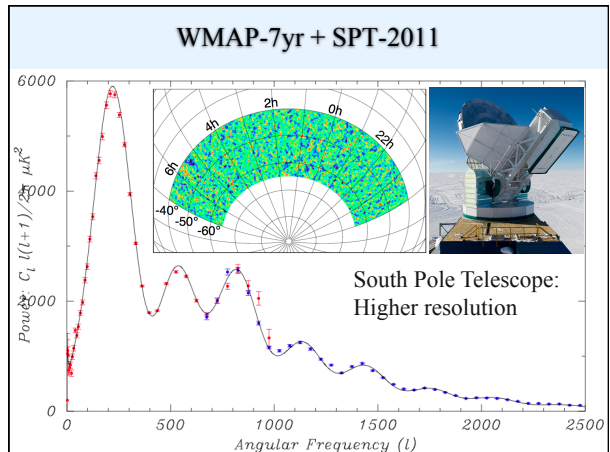 WMAP-7yr + SPT-2011
6000
4000
2000
0
Power: C_l l(l+1)/2π μK²
0 500 1000 1500 2000 2500
Angular Frequency (l)
2h
0h
4h
22h
6h
-40°
-50°
-60°
South Pole Telescope:
Higher resolution